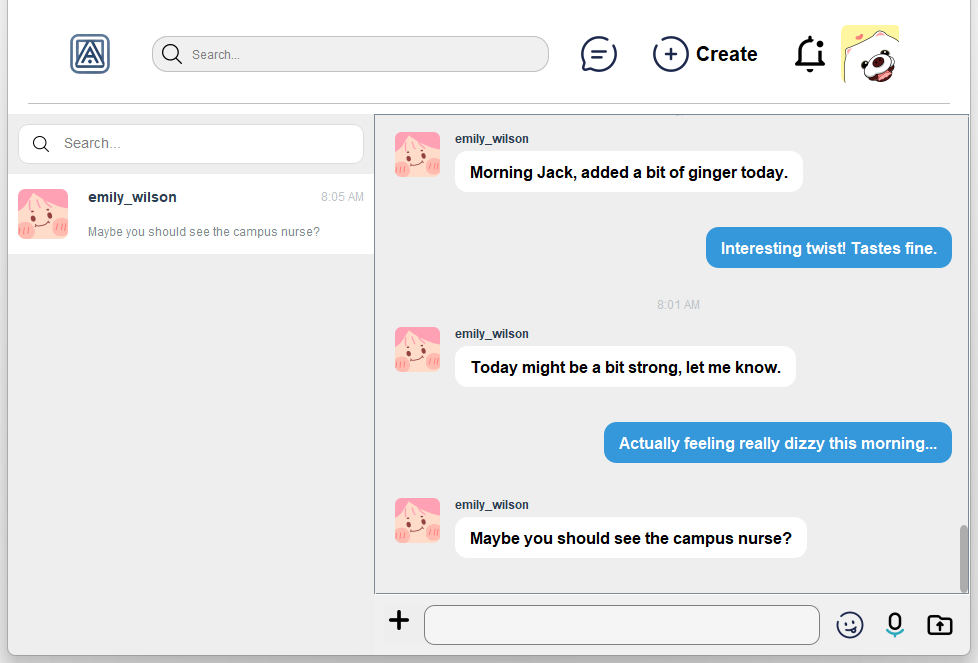 Search...
Create
Search...
emily_wilson
8:05 AM
Maybe you should see the campus nurse?
emily_wilson
Morning Jack, added a bit of ginger today.
Interesting twist! Tastes fine.
8:01 AM
emily_wilson
Today might be a bit strong, let me know.
Actually feeling really dizzy this morning...
emily_wilson
Maybe you should see the campus nurse?